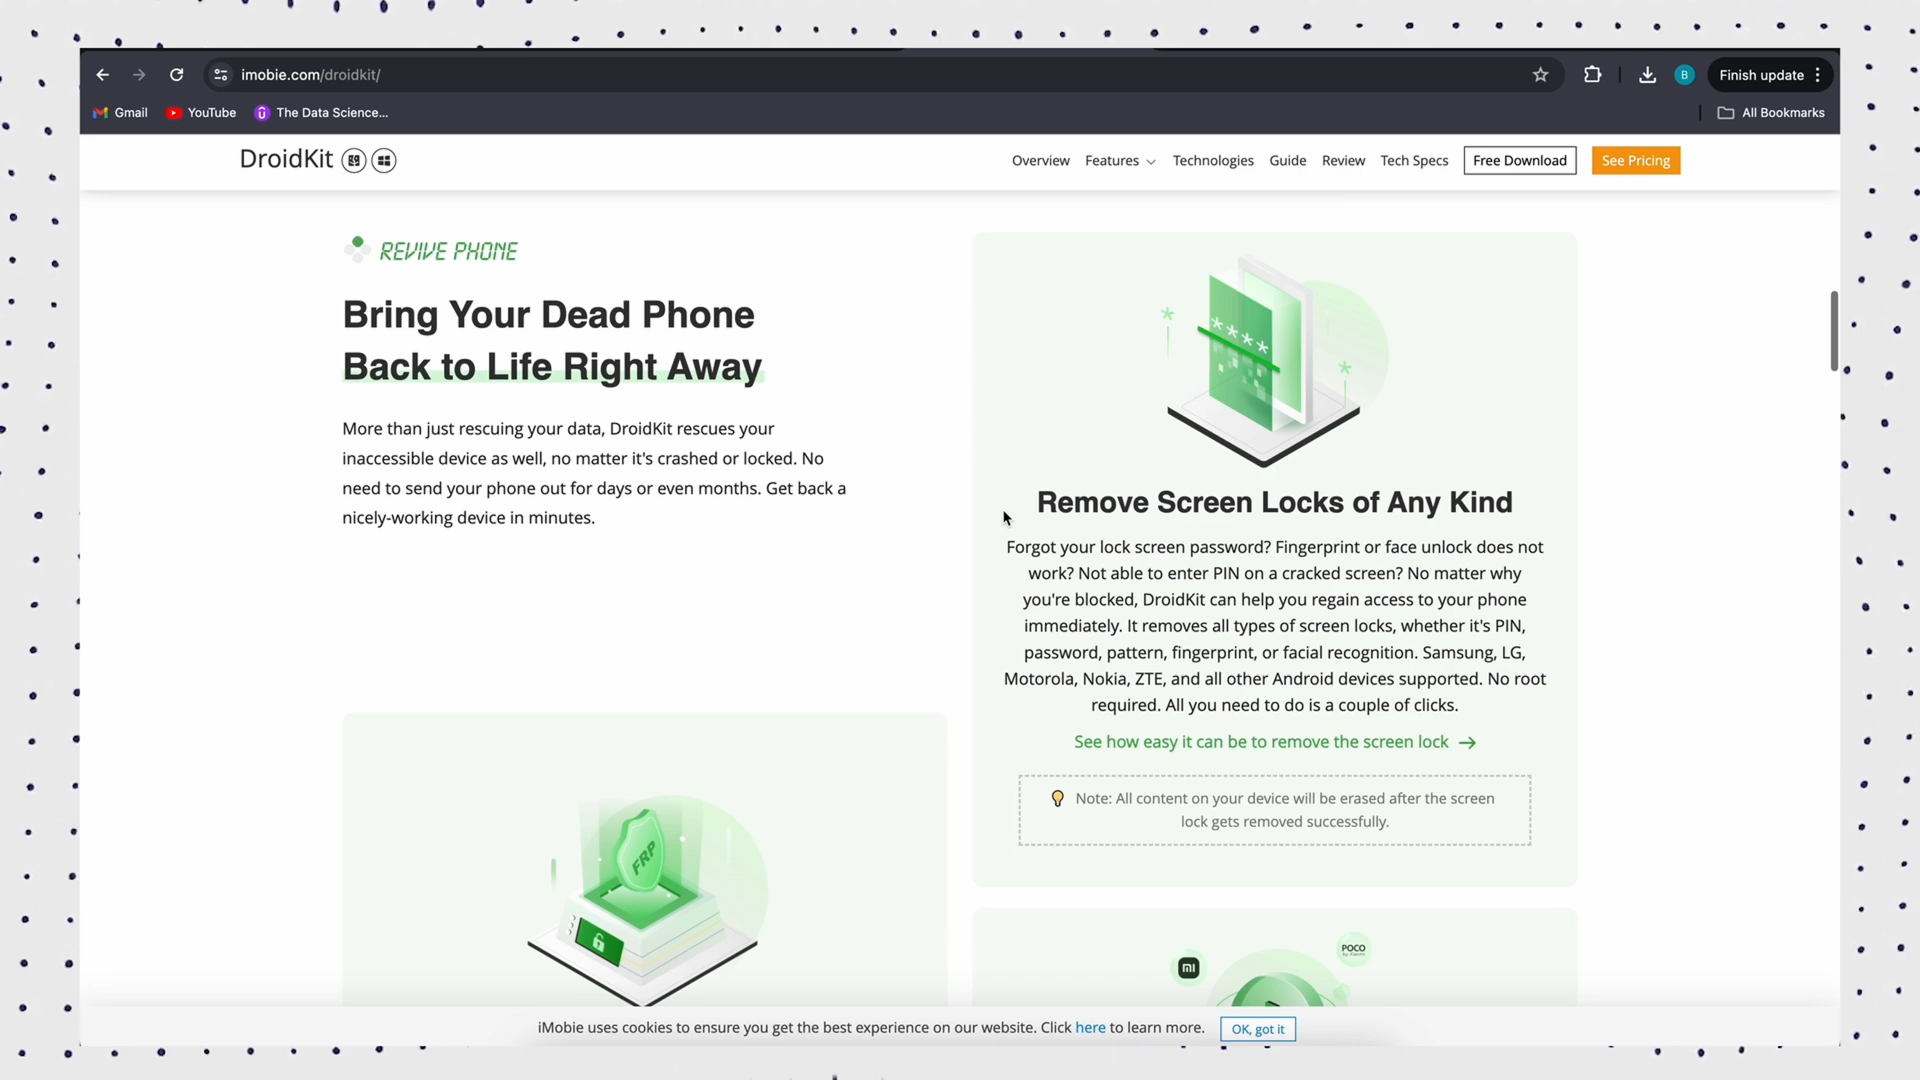 imobie.com/droidkit/
B
Finish update
Gmail
YouTube
The Data Science...
All Bookmarks
DroidKit
Overview
Features
Technologies
Guide
Review
Tech Specs
Free Download
See Pricing
REVIVE PHONE
Bring Your Dead Phone
Back to Life Right Away
More than just rescuing your data, DroidKit rescues your
inaccessible device as well, no matter it's crashed or locked. No
need to send your phone out for days or even months. Get back a
nicely-working device in minutes.
****
Remove Screen Locks of Any Kind
Forgot your lock screen password? Fingerprint or face unlock does not
work? Not able to enter PIN on a cracked screen? No matter why
you're blocked, DroidKit can help you regain access to your phone
immediately. It removes all types of screen locks, whether it's PIN,
password, pattern, fingerprint, or facial recognition. Samsung, LG,
Motorola, Nokia, ZTE, and all other Android devices supported. No root
required. All you need to do is a couple of clicks.
See how easy it can be to remove the screen lock →
Note: All content on your device will be erased after the screen
lock gets removed successfully.
FRP
mi
POCO
iMobie uses cookies to ensure you get the best experience on our website. Click here to learn more.
OK, got it